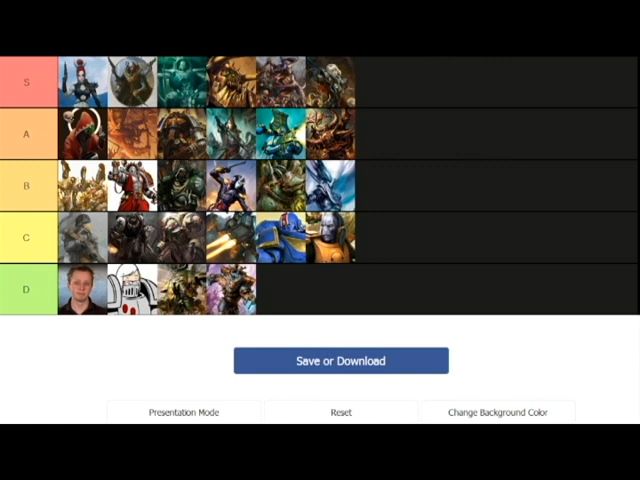 S
A
B
C
D
Save or Download
Presentation Mode
Reset
Change Background Color